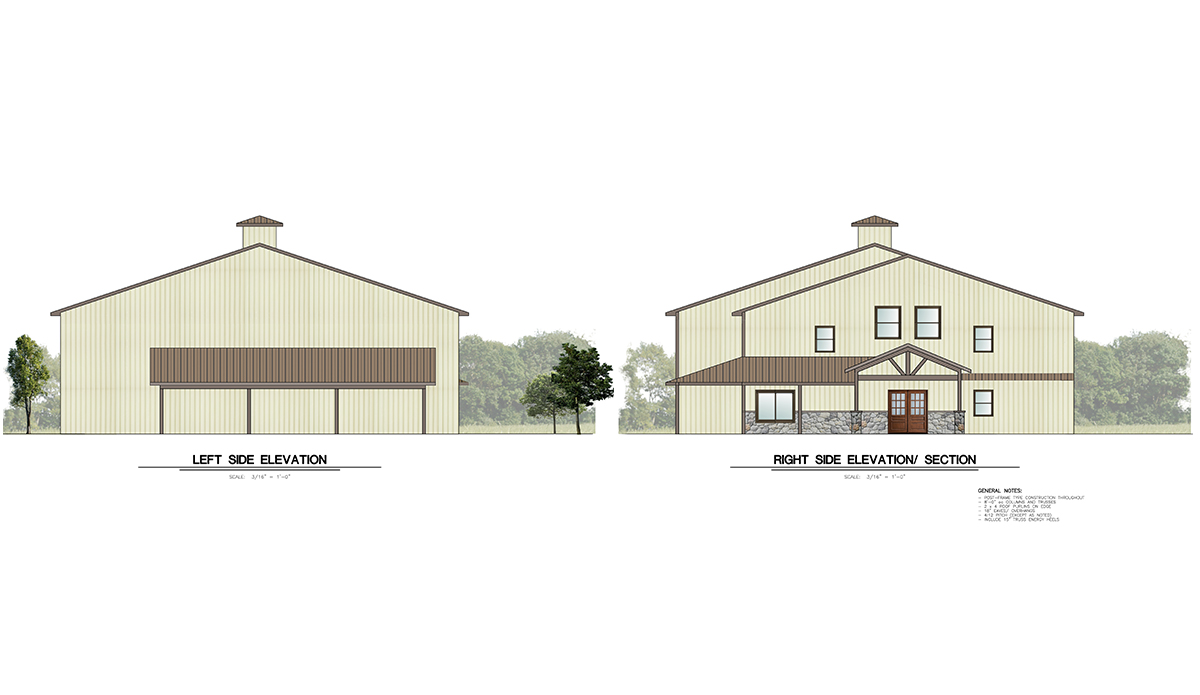 LEFT SIDE ELEVATION
SCALE: 3/16" = 1'-0"
RIGHT SIDE ELEVATION/ SECTION
SCALE: 3/16" = 1'-0"
GENERAL NOTES:
- POST-FRAME TYPE CONSTRUCTION THROUGHOUT
- 8'-0" oc COLUMNS AND TRUSSES
- 2 x 4 ROOF PURLINS ON EDGE
- 18" EAVES/ OVERHANGS
- 4/12 PITCH (EXCEPT AS NOTED)
- INCLUDE 10" TRUSS ENERGY HEELS